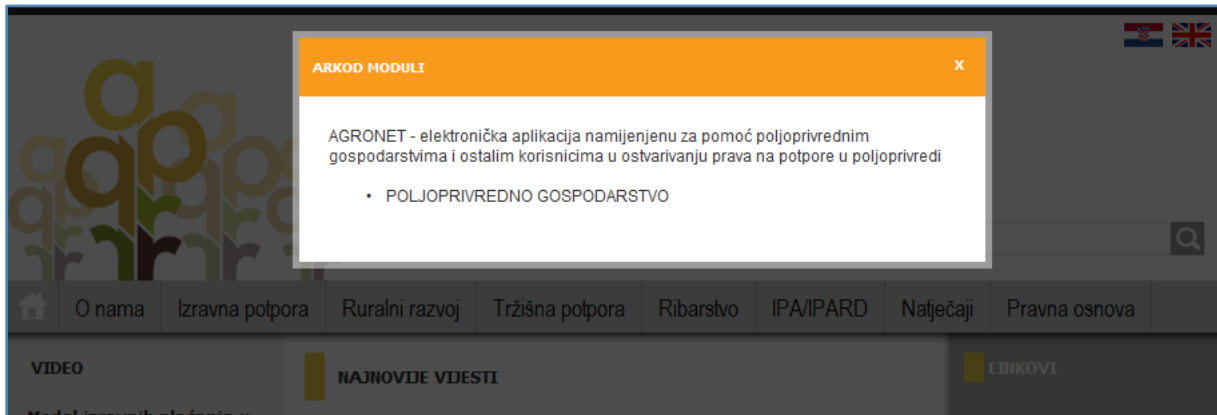 ARKOD MODULI x
AGRONET - elektronička aplikacija namijenjenu za pomoć poljoprivrednim
gospodarstvima i ostalim korisnicima u ostvarivanju prava na potpore u poljoprivredi
• POLJOPRIVREDNO GOSPODARSTVO
O nama Izravna potpora Ruralni razvoj Tržišna potpora Ribarstvo IPA/IPARD Natječaji Pravna osnova
VIDEO
NAJNOVIJE VIJESTI
LINKOVI